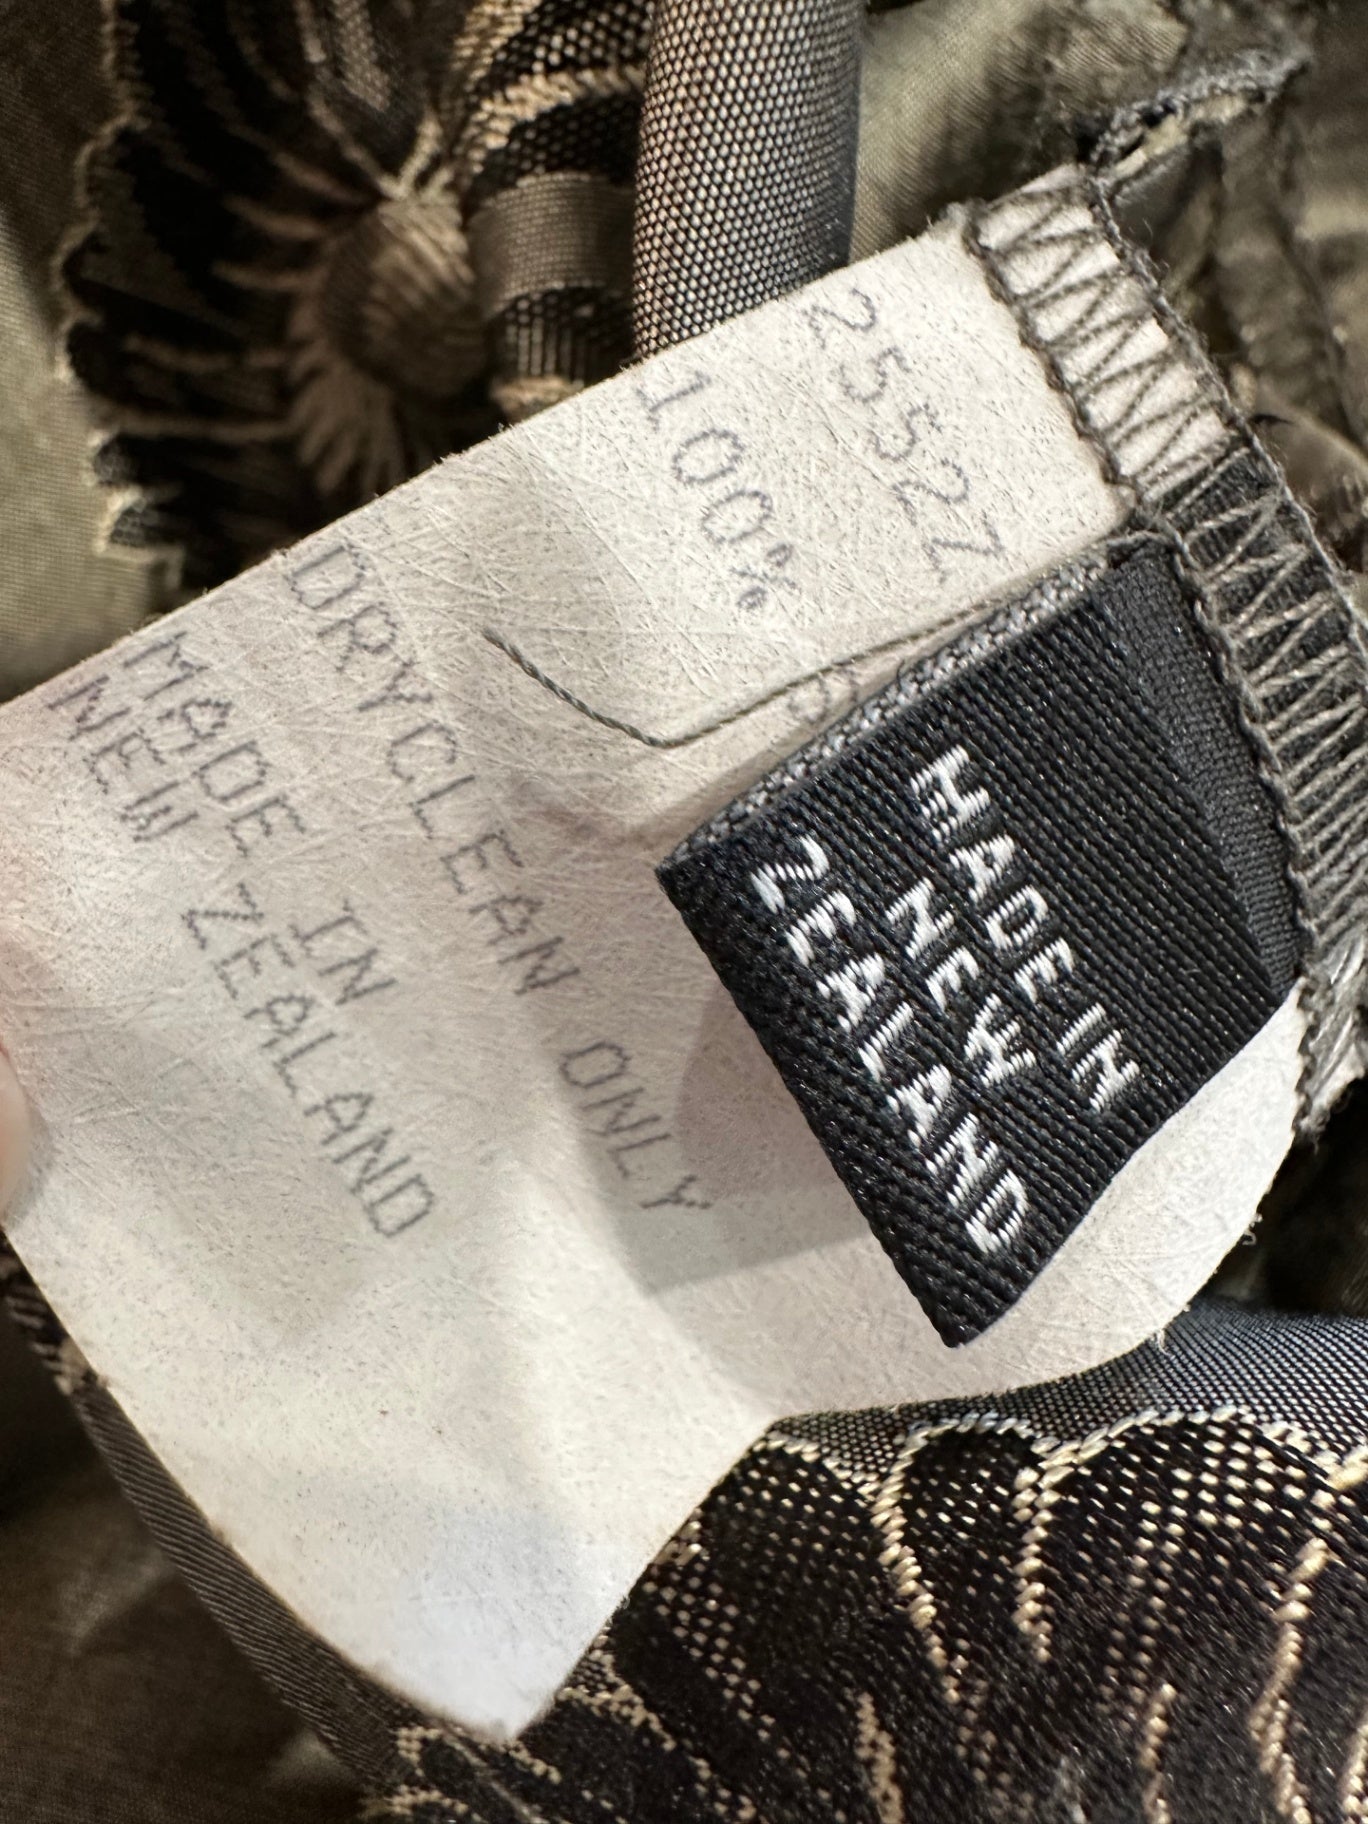 2552Z
100%
DRYCLEAN ONLY
MADE IN
NEW ZEALAND
MADE IN
NEW
ZEALAND